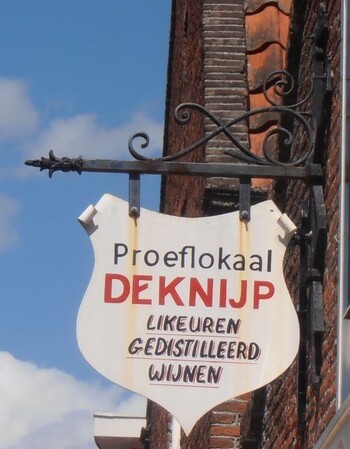 Proeflokaal
DEKNIJP
LIKEUREN
GEDISTILLEERD
WIJNEN